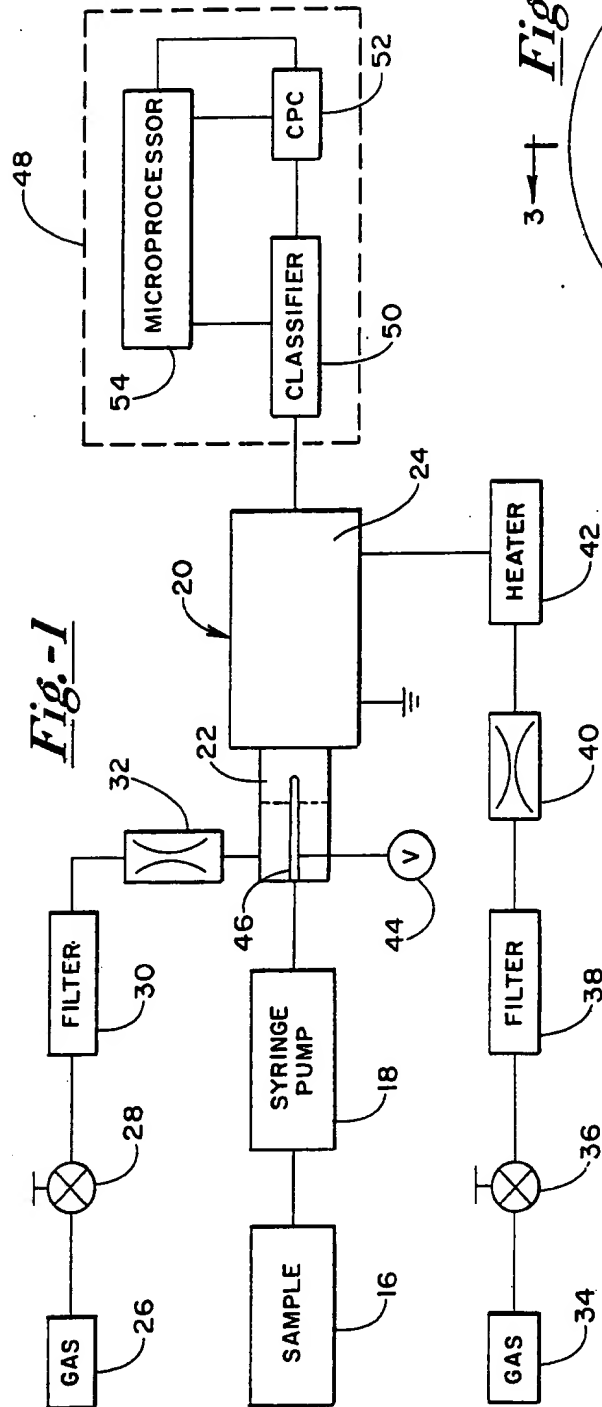 Fig.-1
GAS
26
28
FILTER
30
32
SAMPLE
16
SYRINGE
PUMP
18
46
V
44
22
20
24
GAS
34
36
FILTER
38
40
HEATER
42
48
MICROPROCESSOR
54
CLASSIFIER
50
CPC
52
3
Fig